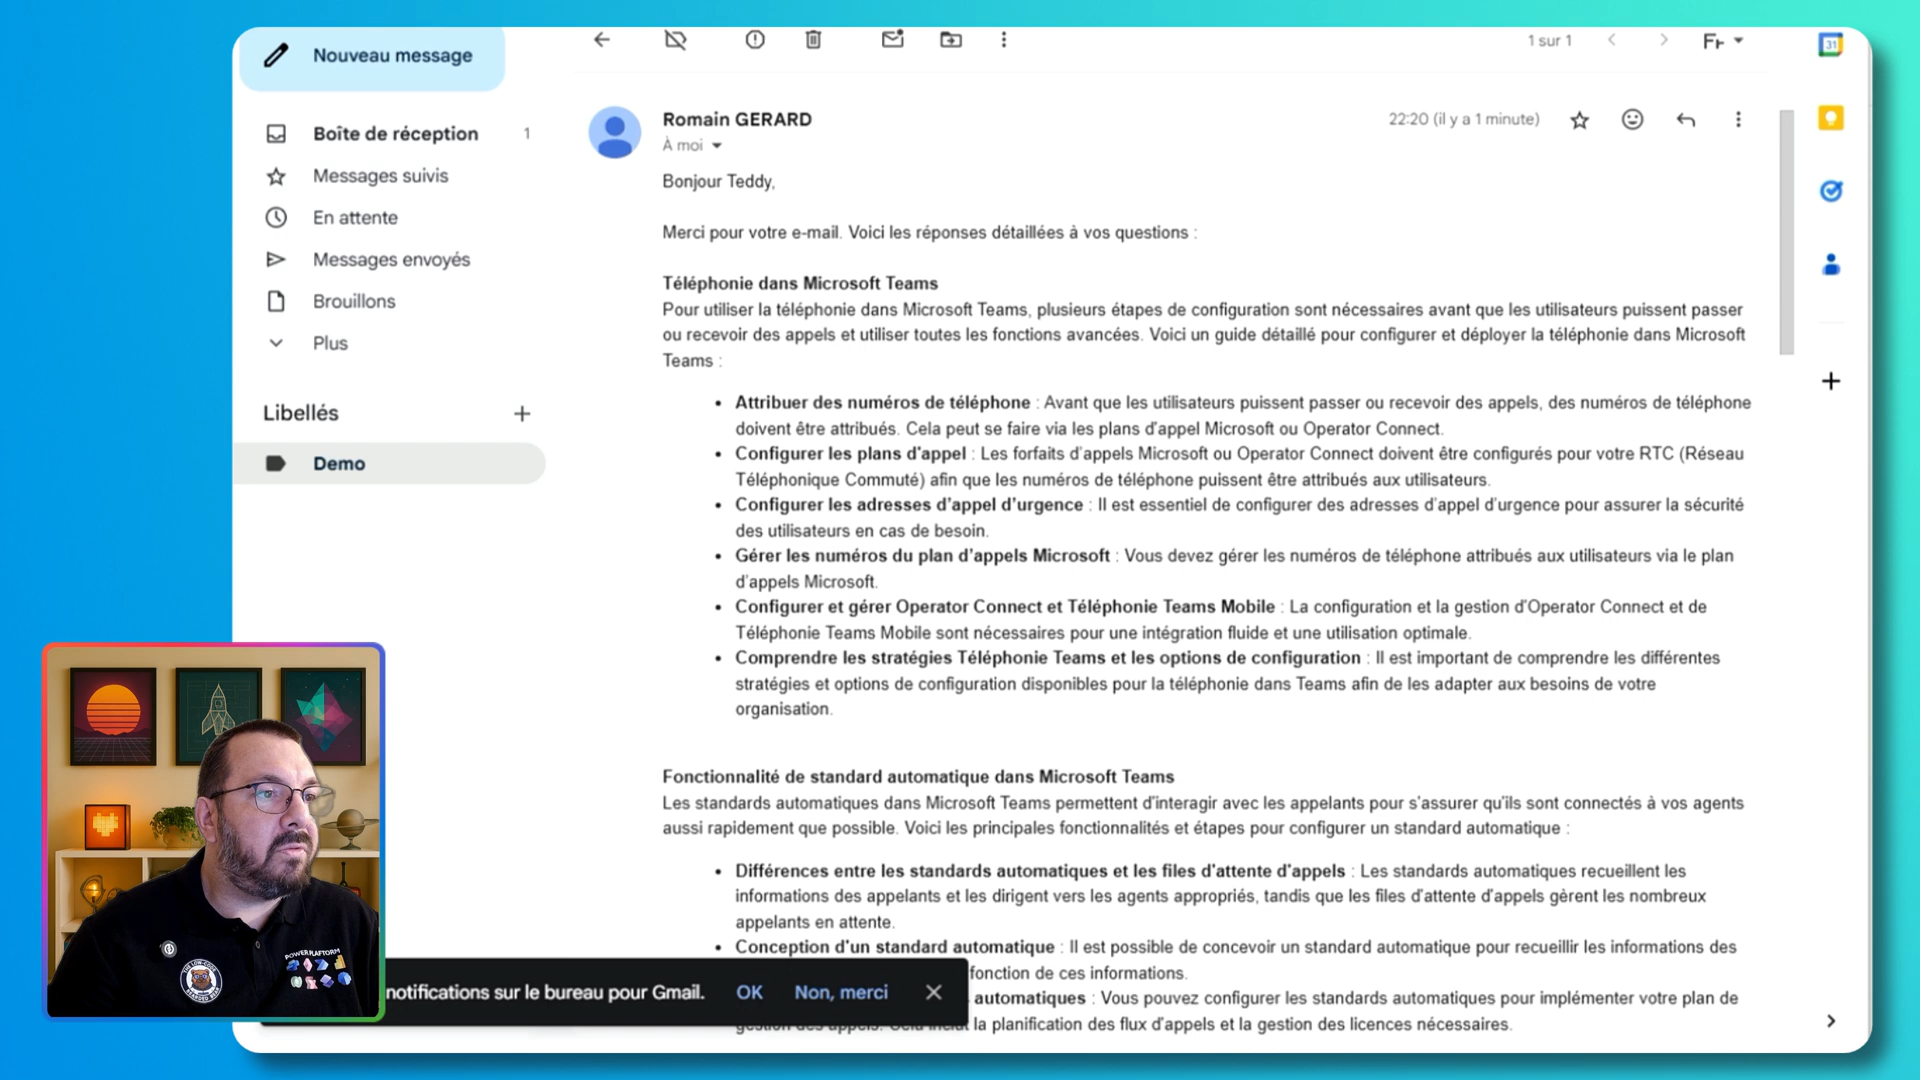 Nouveau message
1 sur 1
Fr
31
Boîte de réception 1
Messages suivis
En attente
Messages envoyés
Brouillons
Plus
Libellés
Demo
Romain GERARD
22:20 (il y a 1 minute)
À moi
Bonjour Teddy,
Merci pour votre e-mail. Voici les réponses détaillées à vos questions :
Téléphonie dans Microsoft Teams
Pour utiliser la téléphonie dans Microsoft Teams, plusieurs étapes de configuration sont nécessaires avant que les utilisateurs puissent passer
ou recevoir des appels et utiliser toutes les fonctions avancées. Voici un guide détaillé pour configurer et déployer la téléphonie dans Microsoft
Teams :
• Attribuer des numéros de téléphone : Avant que les utilisateurs puissent passer ou recevoir des appels, des numéros de téléphone
doivent être attribués. Cela peut se faire via les plans d'appel Microsoft ou Operator Connect.
• Configurer les plans d'appel : Les forfaits d'appels Microsoft ou Operator Connect doivent être configurés pour votre RTC (Réseau
Téléphonique Commuté) afin que les numéros de téléphone puissent être attribués aux utilisateurs.
• Configurer les adresses d'appel d'urgence : Il est essentiel de configurer des adresses d'appel d'urgence pour assurer la sécurité
des utilisateurs en cas de besoin.
• Gérer les numéros du plan d'appels Microsoft : Vous devez gérer les numéros de téléphone attribués aux utilisateurs via le plan
d'appels Microsoft.
• Configurer et gérer Operator Connect et Téléphonie Teams Mobile : La configuration et la gestion d'Operator Connect et de
Téléphonie Teams Mobile sont nécessaires pour une intégration fluide et une utilisation optimale.
• Comprendre les stratégies Téléphonie Teams et les options de configuration : Il est important de comprendre les différentes
stratégies et options de configuration disponibles pour la téléphonie dans Teams afin de les adapter aux besoins de votre
organisation.
Fonctionnalité de standard automatique dans Microsoft Teams
Les standards automatiques dans Microsoft Teams permettent d'interagir avec les appelants pour s'assurer qu'ils sont connectés à vos agents
aussi rapidement que possible. Voici les principales fonctionnalités et étapes pour configurer un standard automatique :
• Différences entre les standards automatiques et les files d'attente d'appels : Les standards automatiques recueillent les
informations des appelants et les dirigent vers les agents appropriés, tandis que les files d'attente d'appels gèrent les nombreux
appelants en attente.
• Conception d'un standard automatique : Il est possible de concevoir un standard automatique pour recueillir les informations des
fonction de ces informations.
automatiques : Vous pouvez configurer les standards automatiques pour implémenter votre plan de
la planification des flux d'appels et la gestion des licences nécessaires.
notifications sur le bureau pour Gmail. OK Non, merci
POWER PLATFORM